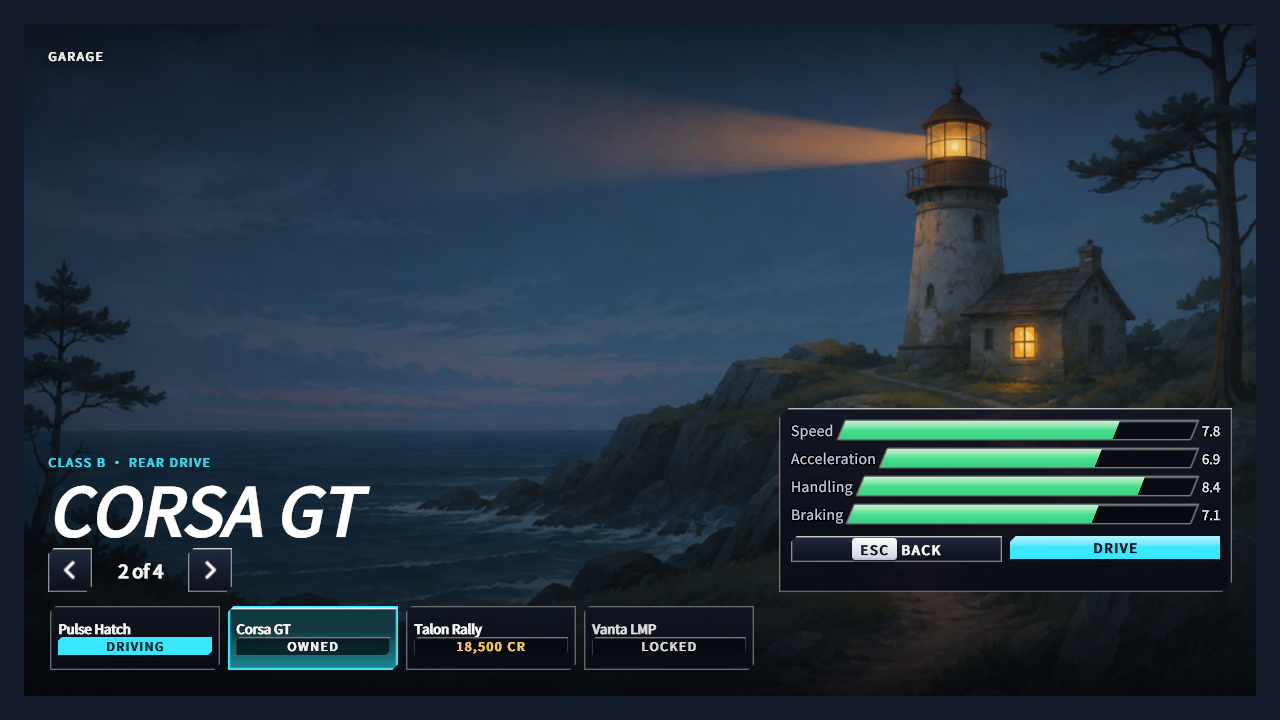 GARAGE
CLASS B • REAR DRIVE
CORSA GT
2 of 4
Pulse Hatch
DRIVING
Corsa GT
OWNED
Talon Rally
18,500 CR
Vanta LMP
LOCKED
Speed 7.8
Acceleration 6.9
Handling 8.4
Braking 7.1
ESC BACK
DRIVE